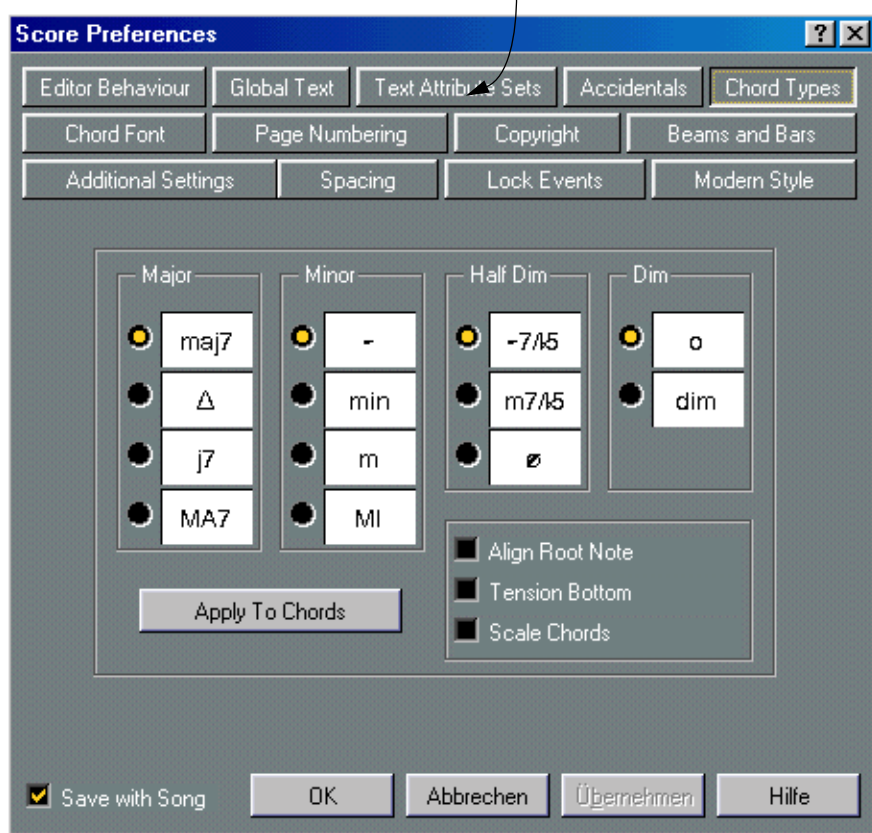 Score Preferences
Editor Behaviour Global Text Text Attribute Sets Accidentals Chord Types
Chord Font Page Numbering Copyright Beams and Bars
Additional Settings Spacing Lock Events Modern Style
Major Minor Half Dim Dim
maj7 - -7/♭5 o
Δ min m7/♭5 dim
j7 m ø
MA7 MI
Align Root Note
Tension Bottom
Apply To Chords
Scale Chords
Save with Song OK Abbrechen Übernehmen Hilfe